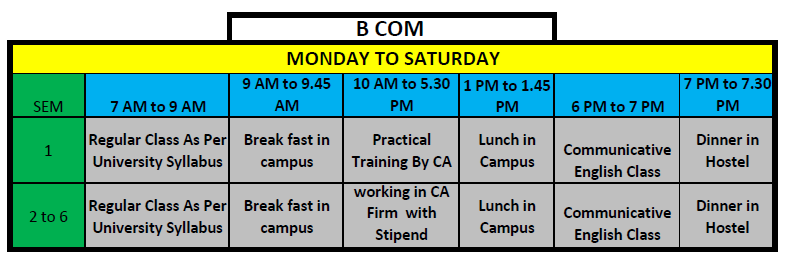 B COM
MONDAY TO SATURDAY
SEM
7 AM to 9 AM
9 AM to 9.45
AM
10 AM to 5.30
PM
1 PM to 1.45
PM
6 PM to 7 PM
7 PM to 7.30
PM
1
Regular Class As Per
University Syllabus
Break fast in
campus
Practical
Training By CA
Lunch in
Campus
Communicative
English Class
Dinner in
Hostel
2 to 6
Regular Class As Per
University Syllabus
Break fast in
campus
working in CA
Firm with
Stipend
Lunch in
Campus
Communicative
English Class
Dinner in
Hostel